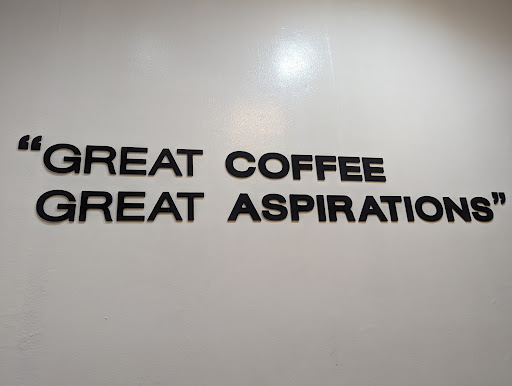 “GREAT COFFEE
GREAT ASPIRATIONS”